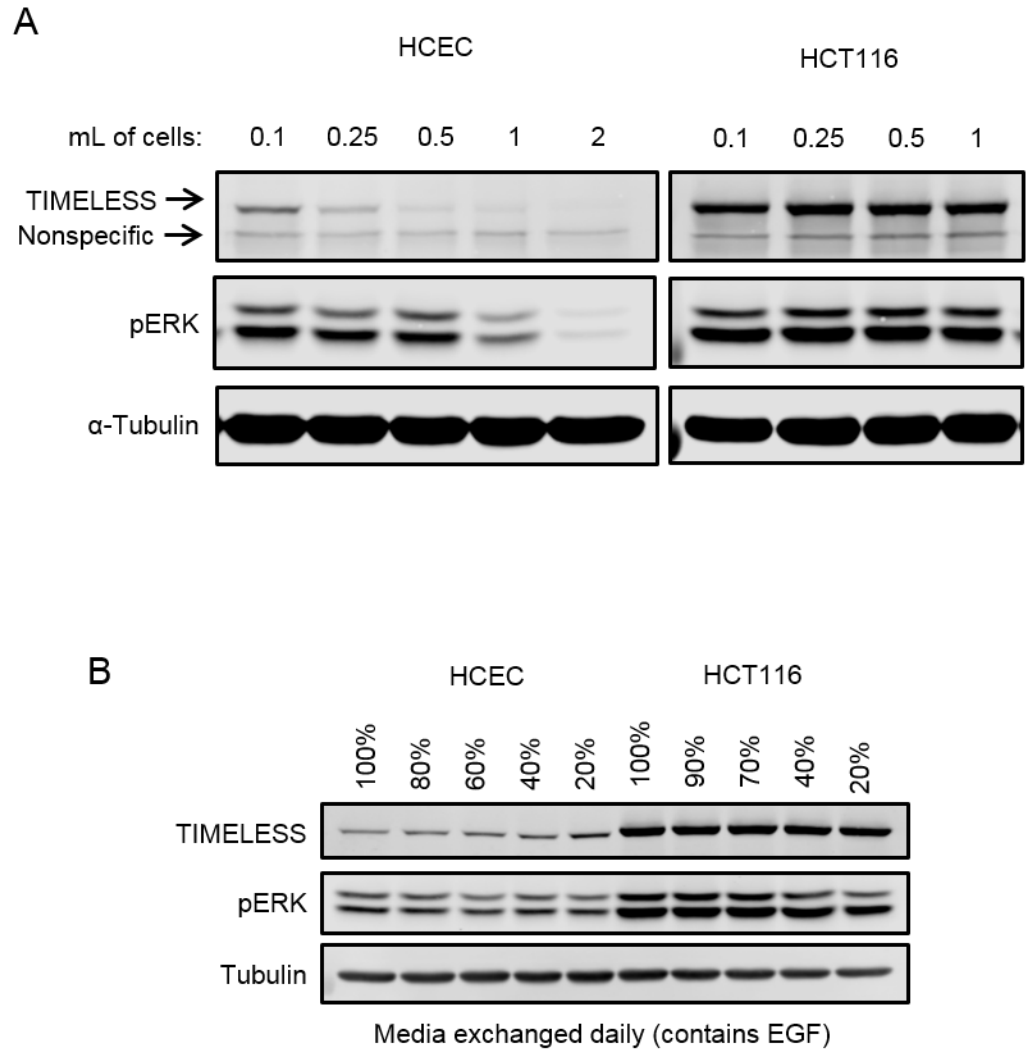 A
HCEC
HCT116
mL of cells: 0.1 0.25 0.5 1 2 0.1 0.25 0.5 1
TIMELESS
Nonspecific
pERK
α-Tubulin
B
HCEC
HCT116
100% 80% 60% 40% 20% 100% 90% 70% 40% 20%
TIMELESS
pERK
Tubulin
Media exchanged daily (contains EGF)